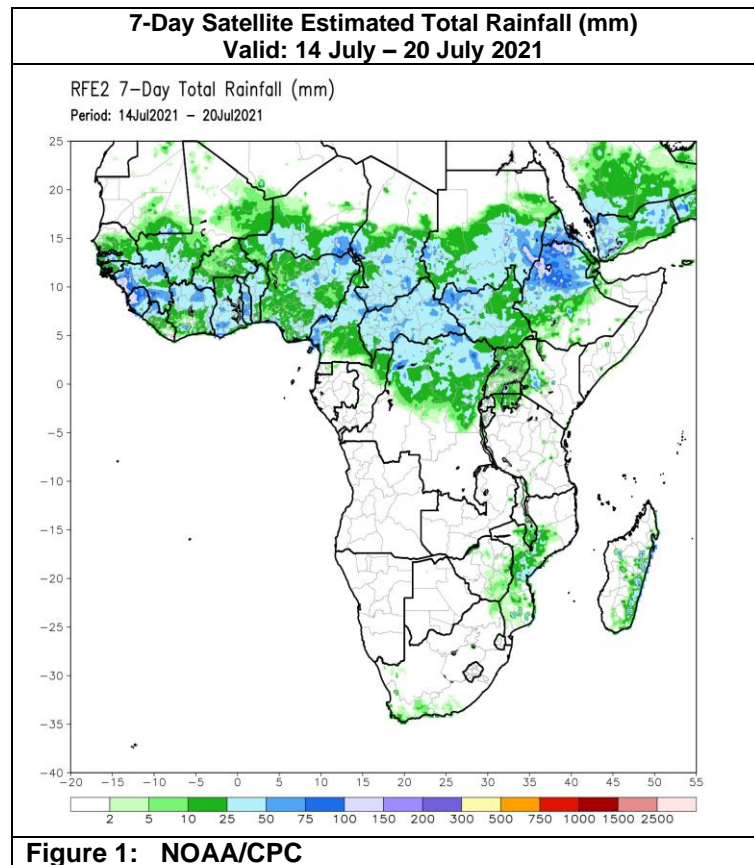 7-Day Satellite Estimated Total Rainfall (mm)
Valid: 14 July – 20 July 2021
RFE2 7-Day Total Rainfall (mm)
Period: 14Jul2021 – 20Jul2021
25
20
15
10
5
0
-5
-10
-15
-20
-25
-30
-35
-40
-20 -15 -10 -5 0 5 10 15 20 25 30 35 40 45 50 55
2 5 10 25 50 75 100 150 200 300 500 750 1000 1500 2500
Figure 1: NOAA/CPC